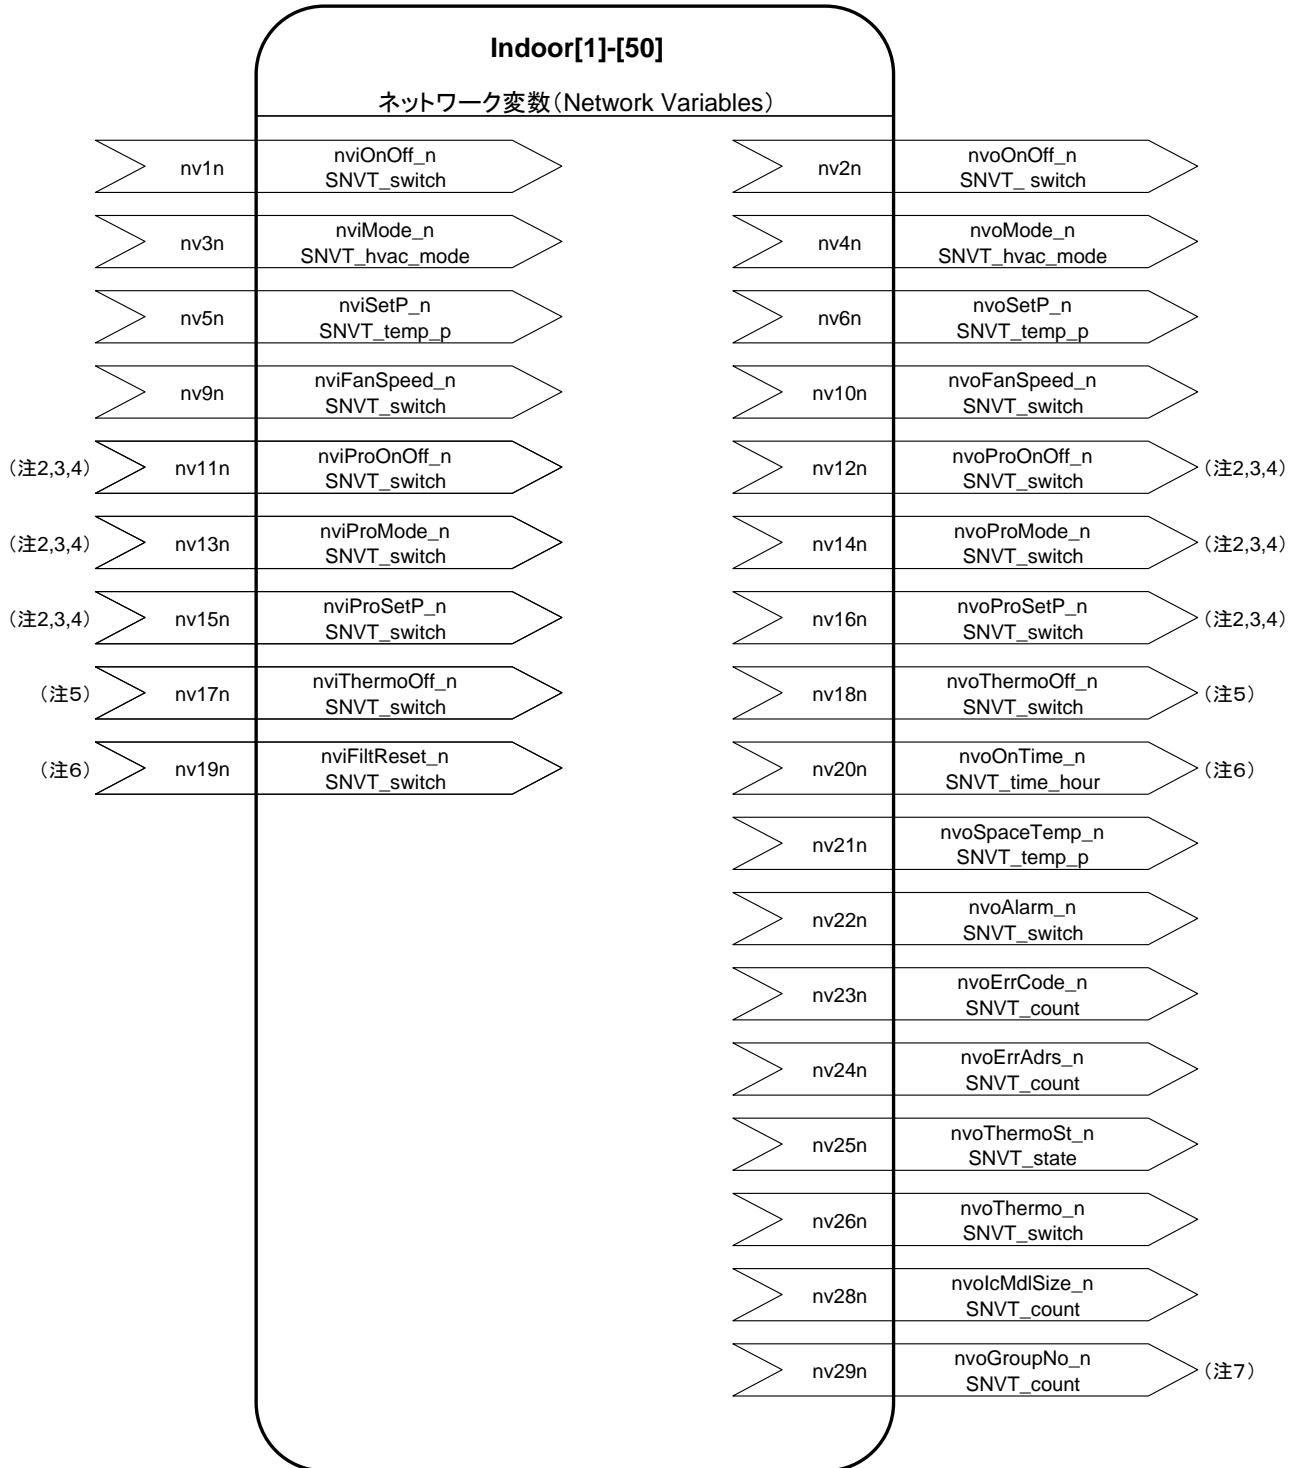 Indoor[1]-[50]
ネットワーク変数(Network Variables)
nv1n
nviOnOff_n
SNVT_switch
nv2n
nvoOnOff_n
SNVT_ switch
nv3n
nviMode_n
SNVT_hvac_mode
nv4n
nvoMode_n
SNVT_hvac_mode
nv5n
nviSetP_n
SNVT_temp_p
nv6n
nvoSetP_n
SNVT_temp_p
nv9n
nviFanSpeed_n
SNVT_switch
nv10n
nvoFanSpeed_n
SNVT_switch
(注2,3,4)
nv11n
nviProOnOff_n
SNVT_switch
nv12n
nvoProOnOff_n
SNVT_switch
(注2,3,4)
(注2,3,4)
nv13n
nviProMode_n
SNVT_switch
nv14n
nvoProMode_n
SNVT_switch
(注2,3,4)
(注2,3,4)
nv15n
nviProSetP_n
SNVT_switch
nv16n
nvoProSetP_n
SNVT_switch
(注2,3,4)
(注5)
nv17n
nviThermoOff_n
SNVT_switch
nv18n
nvoThermoOff_n
SNVT_switch
(注5)
(注6)
nv19n
nviFiltReset_n
SNVT_switch
nv20n
nvoOnTime_n
SNVT_time_hour
(注6)
nv21n
nvoSpaceTemp_n
SNVT_temp_p
nv22n
nvoAlarm_n
SNVT_switch
nv23n
nvoErrCode_n
SNVT_count
nv24n
nvoErrAdrs_n
SNVT_count
nv25n
nvoThermoSt_n
SNVT_state
nv26n
nvoThermo_n
SNVT_switch
nv28n
nvoIcMdlSize_n
SNVT_count
nv29n
nvoGroupNo_n
SNVT_count
(注7)